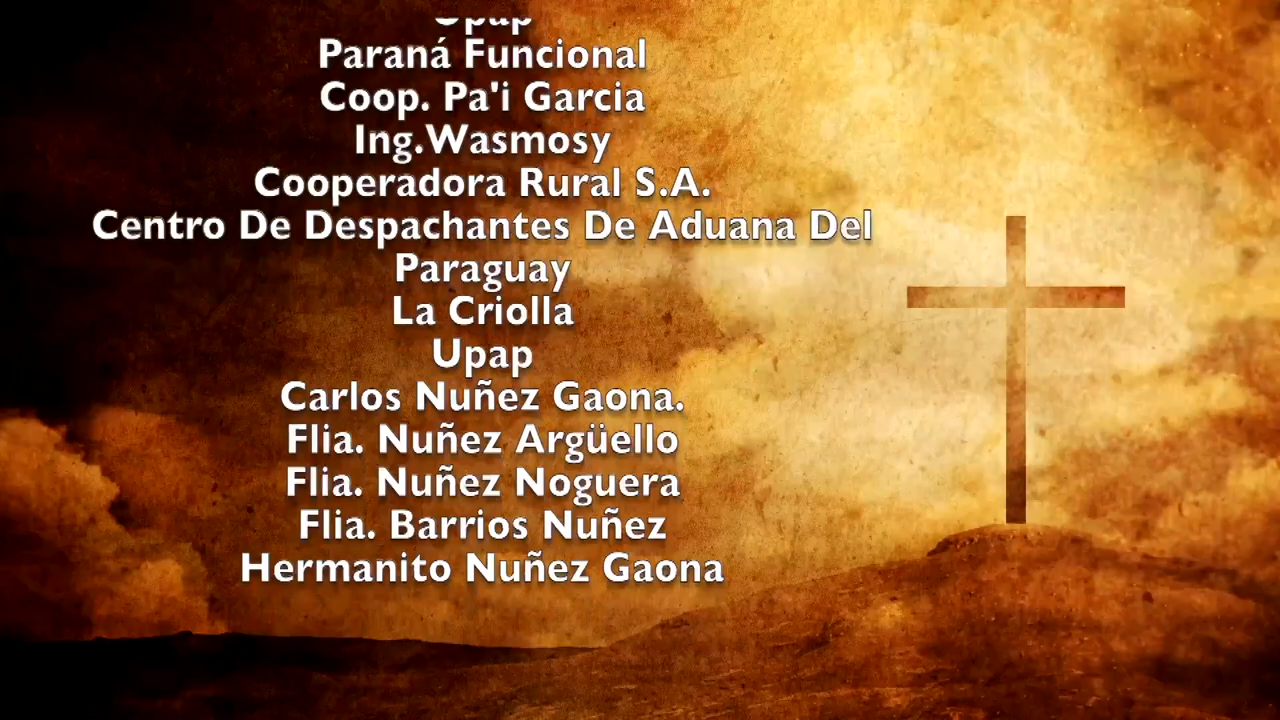 Paraná Funcional
Coop. Pa'i Garcia
Ing.Wasmosy
Cooperadora Rural S.A.
Centro De Despachantes De Aduana Del
Paraguay
La Criolla
Upap
Carlos Nuñez Gaona.
Flia. Nuñez Argüello
Flia. Nuñez Noguera
Flia. Barrios Nuñez
Hermanito Nuñez Gaona